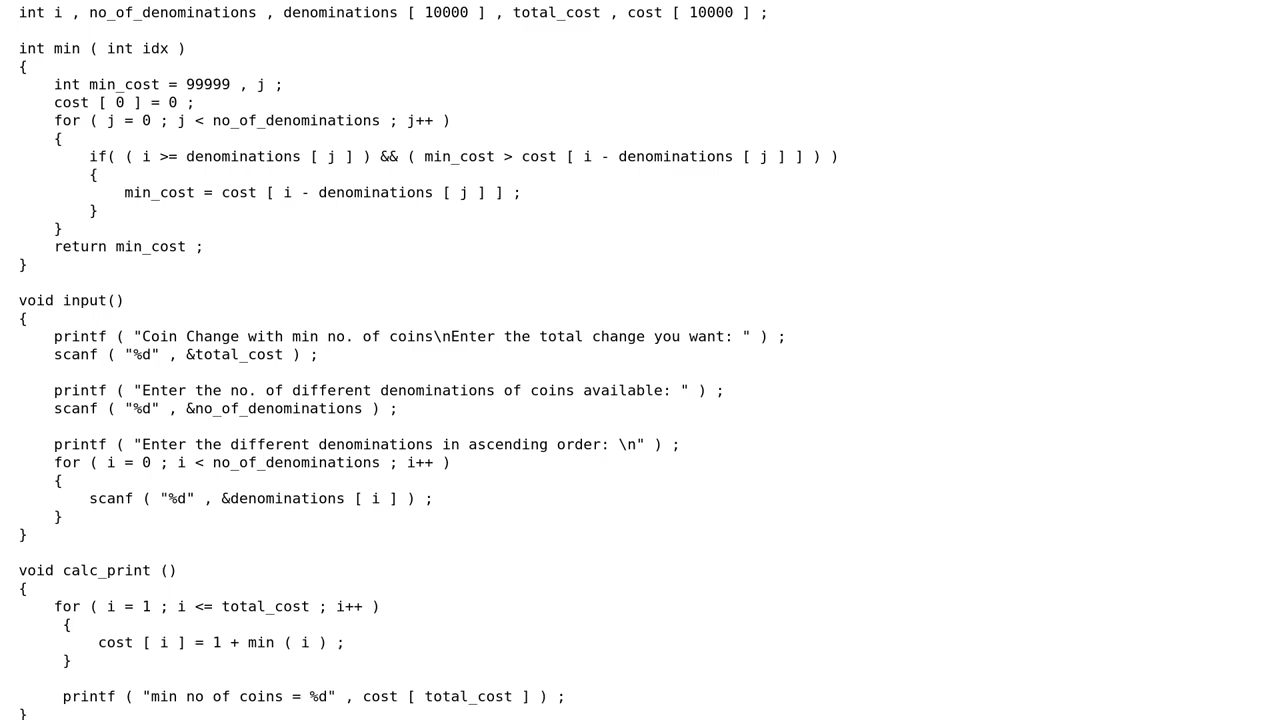 int i , no_of_denominations , denominations [ 10000 ] , total_cost , cost [ 10000 ] ;

int min ( int idx )
{
    int min_cost = 99999 , j ;
    cost [ 0 ] = 0 ;
    for ( j = 0 ; j < no_of_denominations ; j++ )
    {
        if( ( i >= denominations [ j ] ) && ( min_cost > cost [ i - denominations [ j ] ] ) )
        {
            min_cost = cost [ i - denominations [ j ] ] ;
        }
    }
    return min_cost ;
}

void input()
{
    printf ( "Coin Change with min no. of coins\nEnter the total change you want: " ) ;
    scanf ( "%d" , &total_cost ) ;

    printf ( "Enter the no. of different denominations of coins available: " ) ;
    scanf ( "%d" , &no_of_denominations ) ;

    printf ( "Enter the different denominations in ascending order: \n" ) ;
    for ( i = 0 ; i < no_of_denominations ; i++ )
    {
        scanf ( "%d" , &denominations [ i ] ) ;
    }
}

void calc_print ()
{
    for ( i = 1 ; i <= total_cost ; i++ )
     {
         cost [ i ] = 1 + min ( i ) ;
     }

     printf ( "min no of coins = %d" , cost [ total_cost ] ) ;
}